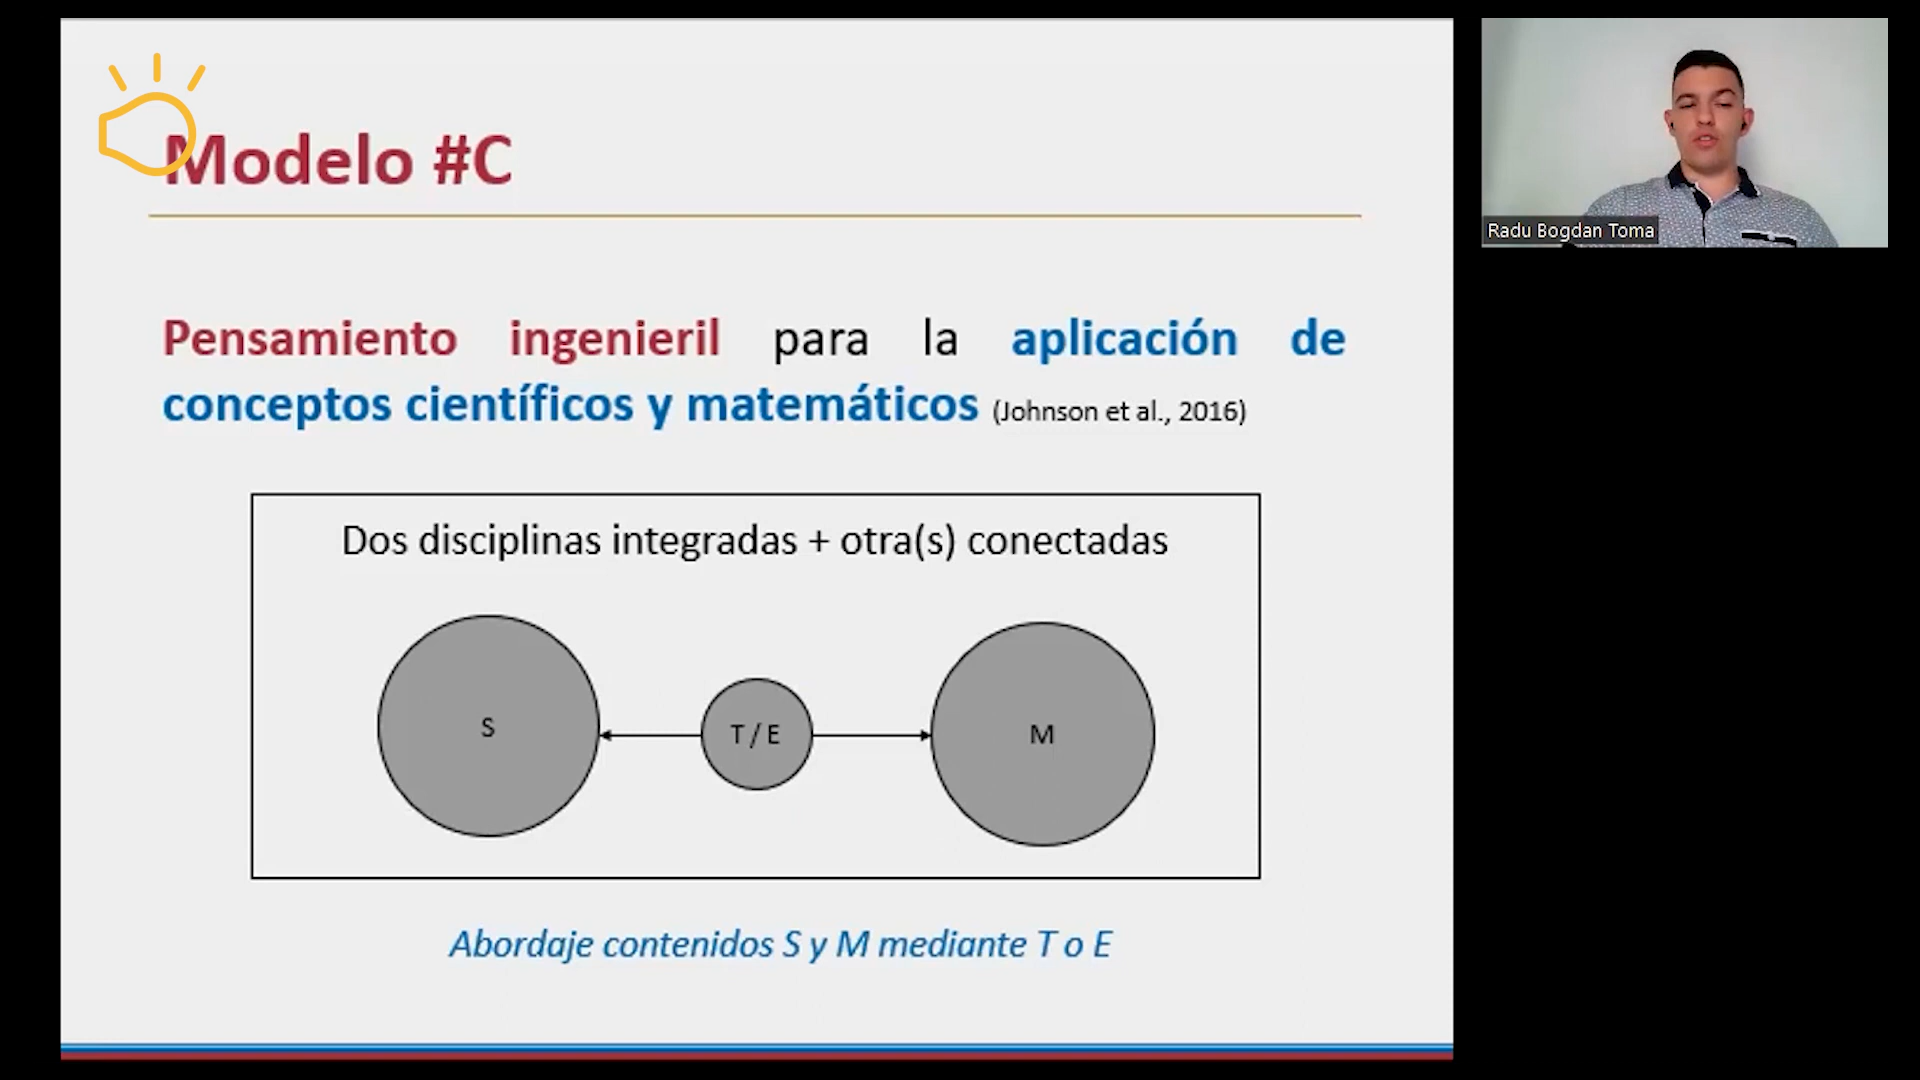 Modelo #C
Pensamiento ingenieril para la aplicación de
conceptos científicos y matemáticos (Johnson et al., 2016)
Dos disciplinas integradas + otra(s) conectadas
S
T / E
M
Abordaje contenidos S y M mediante T o E
Radu Bogdan Toma